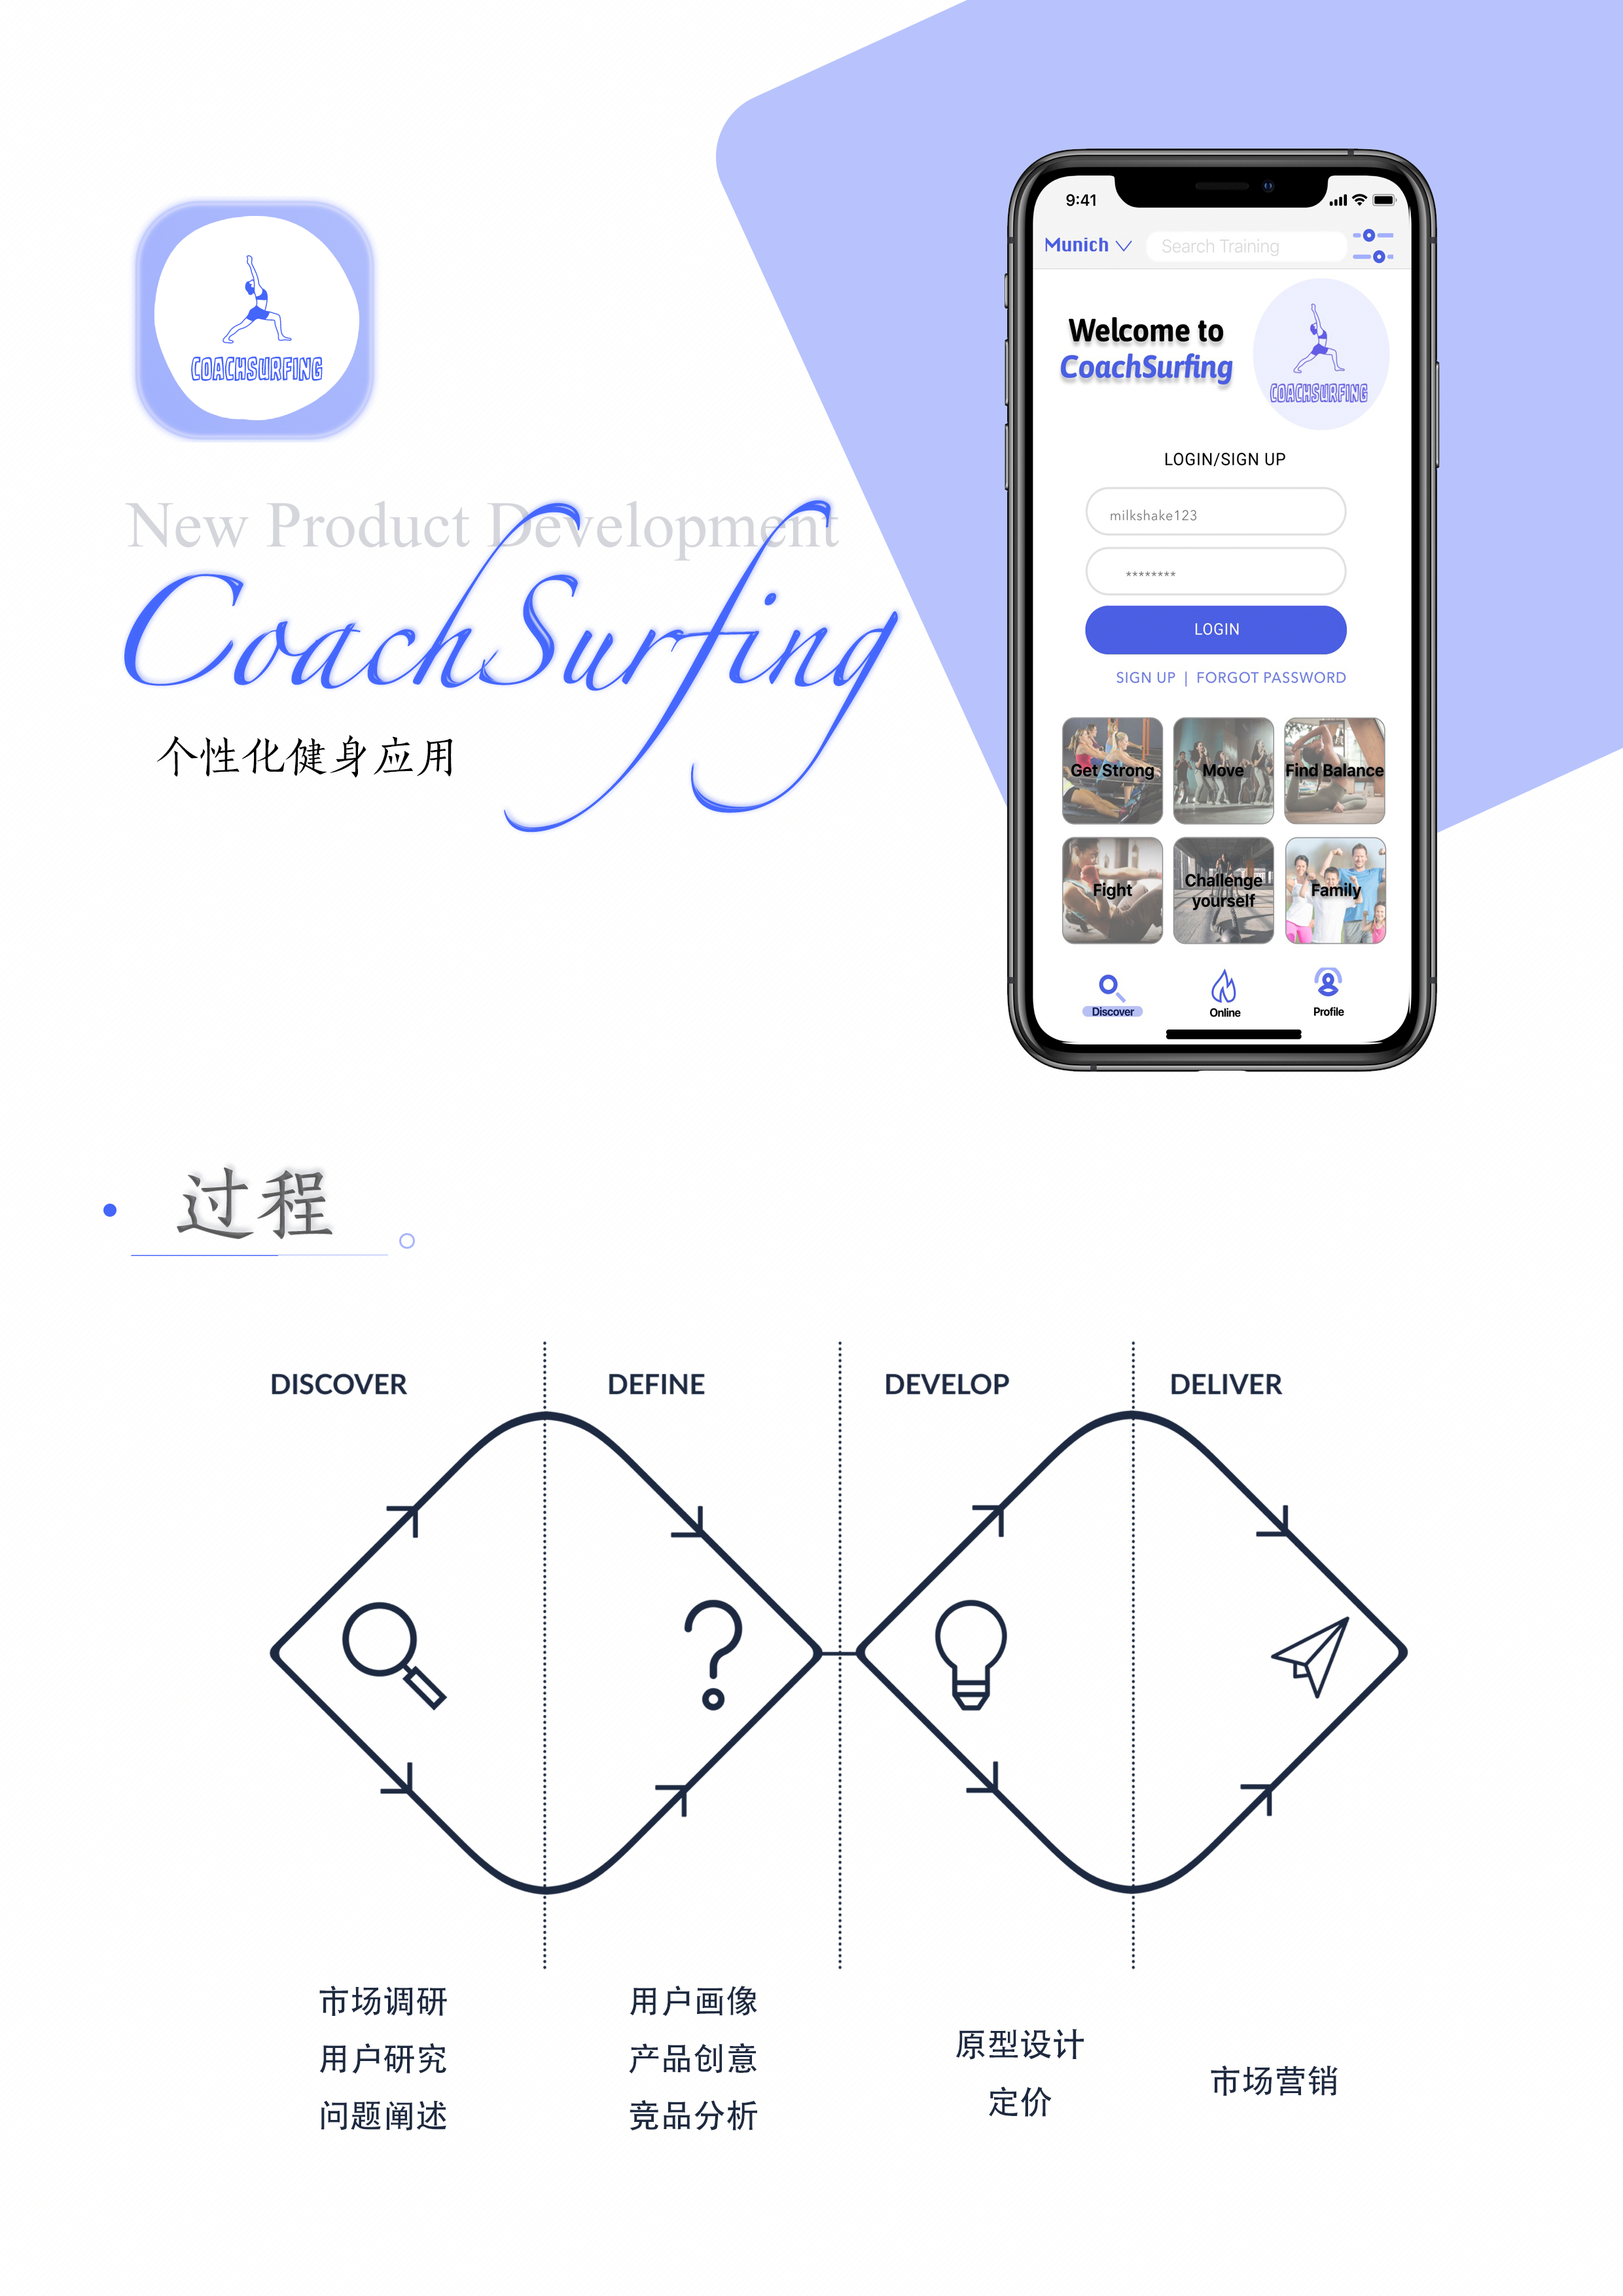 COACHSURFING
New Product Development
CoachSurfing
个性化健身应用
9:41
Munich
Search Training
Welcome to
CoachSurfing
COACHSURFING
LOGIN/SIGN UP
milkshake123
********
LOGIN
SIGN UP | FORGOT PASSWORD
Get Strong
Move
Find Balance
Fight
Challenge
yourself
Family
Discover
Online
Profile
过程
DISCOVER
DEFINE
DEVELOP
DELIVER
市场调研
用户研究
问题阐述
用户画像
产品创意
竞品分析
原型设计
定价
市场营销